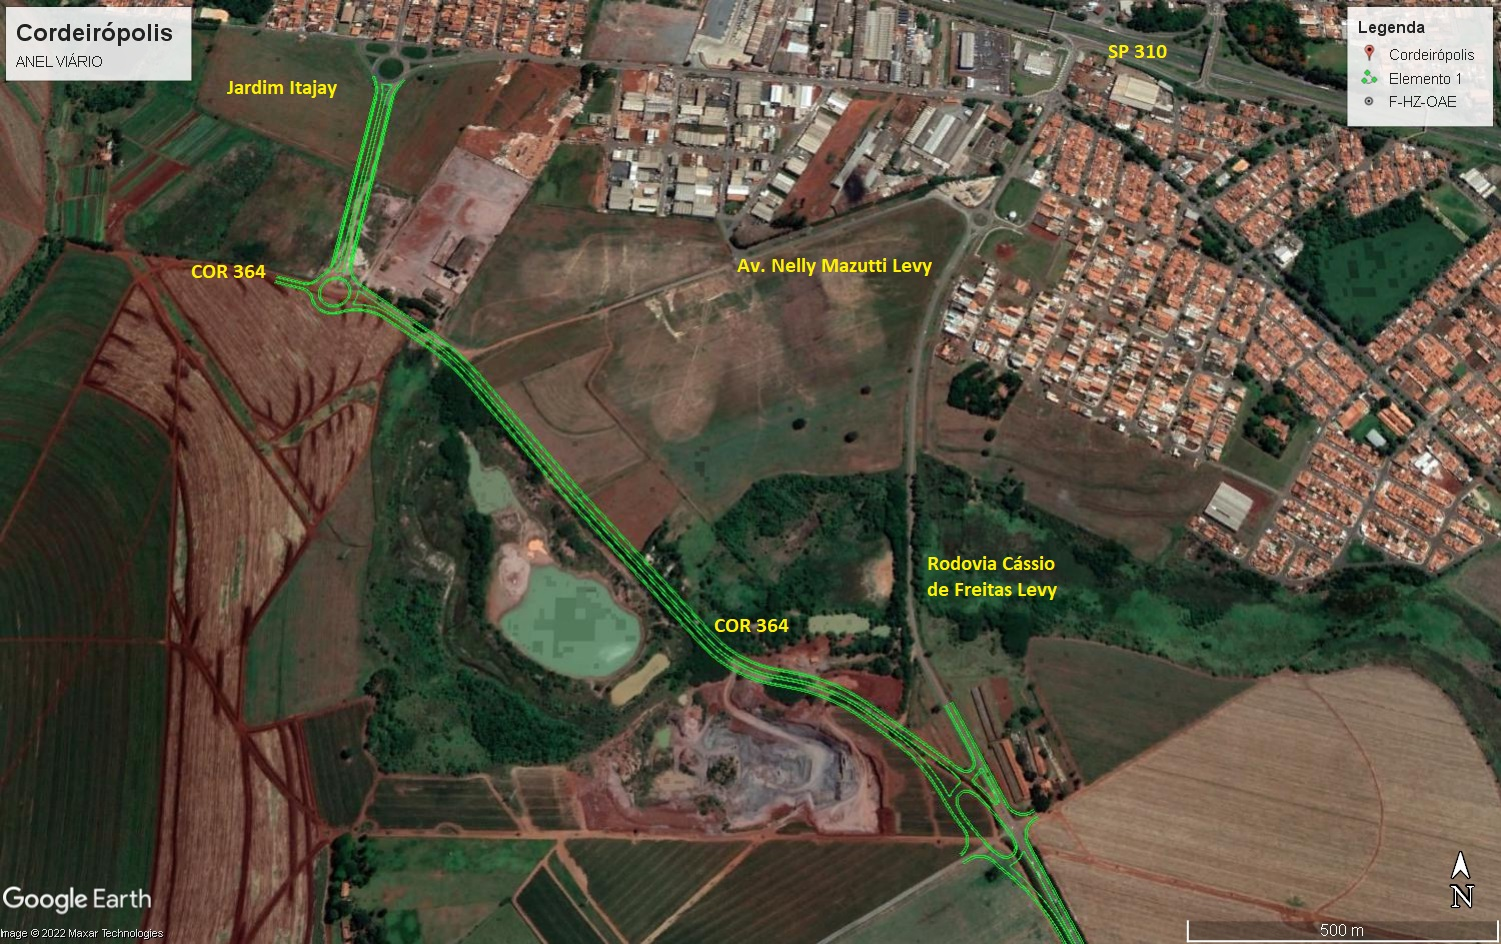 Cordeirópolis
ANEL VIÁRIO
Legenda
Cordeirópolis
Elemento 1
F-HZ-OAE
SP 310
Jardim Itajay
COR 364
Av. Nelly Mazutti Levy
Rodovia Cássio
de Freitas Levy
COR 364
N
Google Earth
Image © 2022 Maxar Technologies
500 m